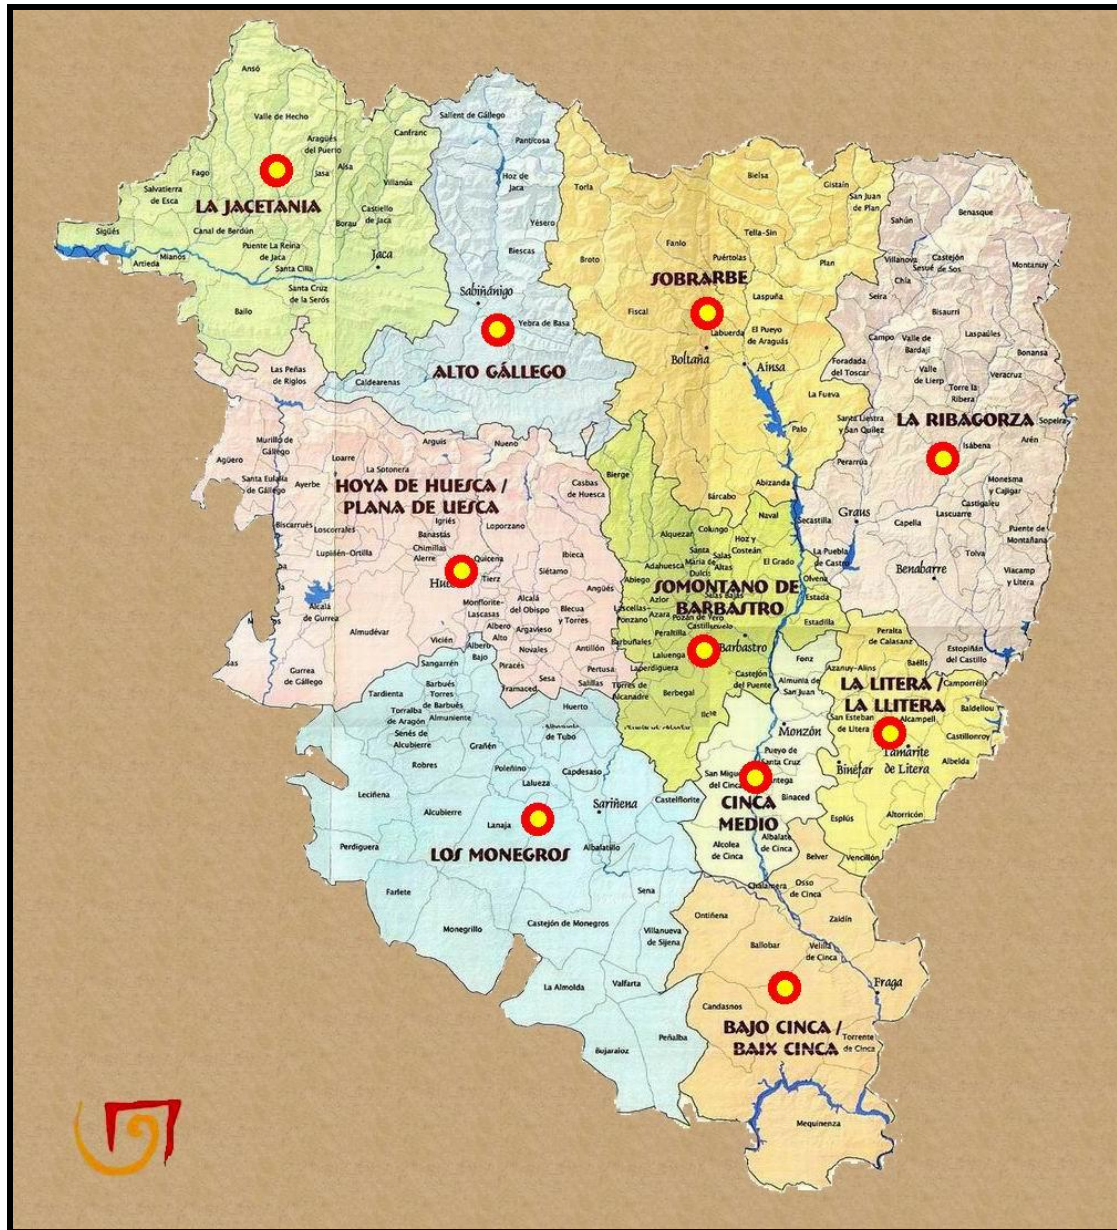 Ansó
Valle de Hecho
Aragüés
del Puerto
Canfranc
Fago
Jasa
Aísa
Villanúa
Salvatierra
de Esca
LA JACETANIA
Borau
Castiello
de Jaca
Sigüés
Canal de Berdún
Artieda
Mianos
Puente La Reina
de Jaca
Jaca
Santa Cilia
Santa Cruz
de la Serós
Bailo
Sallent de Gállego
Panticosa
Hoz de
Jaca
Yésero
Biescas
Sabiñánigo
Yebra de Basa
ALTO GÁLLEGO
Caldearenas
Torla
Bielsa
Gistaín
San Juan
de Plan
Fanlo
Tella-Sin
Broto
Puértolas
Plan
SOBRARBE
Fiscal
Laspuña
Labuerda
El Pueyo
de Araguás
Boltaña
Aínsa
La Fueva
Palo
Abizanda
Bárcabo
Benasque
Sahún
Villanova
Sesué
Castejón
de Sos
Montanuy
Chía
Seira
Bisaurri
Campo
Valle de
Bardají
Laspaúles
Foradada
del Toscar
Bonansa
Valle
de Lierp
Veracruz
Torre la
Ribera
Santa Liestra
y San Quílez
LA RIBAGORZA
Sopeira
Isábena
Arén
Perarrúa
Monesma
y Cajigar
Castigaleu
Lascuarre
Graus
Capella
Puente de
Montañana
Secastilla
Tolva
La Puebla
de Castro
Benabarre
Viacamp
y Litera
Estopiñán
del Castillo
Las Peñas
de Riglos
Murillo de
Gállego
Arguis
Nueno
Agüero
Loarre
La Sotonera
Santa Eulalia
de Gállego
Ayerbe
HOYA DE HUESCA /
PLANA DE UESCA
Casbas
de Huesca
Igriés
Biscarrués
Loscorrales
Banastás
Loporzano
Chimillas
Alerre
Lupiñén-Ortilla
Quicena
Ibieca
Tierz
Siétamo
Angüés
Alcalá
de Gurrea
Monflorite-
Lascasas
Alcalá
del Obispo
Blecua
y Torres
Albero
Alto
Argavieso
Almudévar
Vicién
Novales
Antillón
Albero
Bajo
Piracés
Sesa
Pertusa
Salillas
Tramaced
Gurrea
de Gállego
Bierge
Naval
Colungo
Alquézar
Hoz y
Costeán
Adahuesca
Santa
María de
Dulcis
Salas
Altas
El Grado
Abiego
SOMONTANO DE
BARBASTRO
Olvena
Estada
Azlor
Salas Bajas
Lascellas-
Ponzano
Azara
Pozán de Vero
Estadilla
Peraltilla
Barbuñales
Barbastro
Laluenga
Laperdiguera
Castejón
del Puente
Torres de
Alcanadre
Berbegal
Ilche
Fonz
Almunia de
San Juan
Monzón
Pueyo de
Santa Cruz
San Miguel
del Cinca
Binaced
CINCA
MEDIO
Alcolea
de Cinca
Albalate
de Cinca
Peralta
de Calasanz
Azanuy-Alins
Baélls
LA LITERA /
LA LLITERA
Camporrélls
Baldellou
San Esteban
de Litera
Alcampell
Castillonroy
Tamarite
de Litera
Binéfar
Albelda
Esplús
Altorricón
Vencillón
Sangarrén
Tardienta
Barbués
Torres
de Barbués
Huerto
Torralba
de Aragón
Almuniente
Senés de
Alcubierre
Grañén
Robres
Poleñino
Capdesaso
Lalueza
Leciñena
Castelflorite
Sariñena
Alcubierre
Lanaja
Perdiguera
LOS MONEGROS
Albalatillo
Farlete
Sena
Castejón de Monegros
Monegrillo
Villanueva
de Sijena
La Almolda
Valfarta
Peñalba
Bujaraloz
Belver
Chalamera
Osso
de Cinca
Ontiñena
Zaidín
Ballobar
Velilla
de Cinca
Fraga
Candasnos
BAJO CINCA /
BAIX CINCA
Torrente
de Cinca
Mequinenza